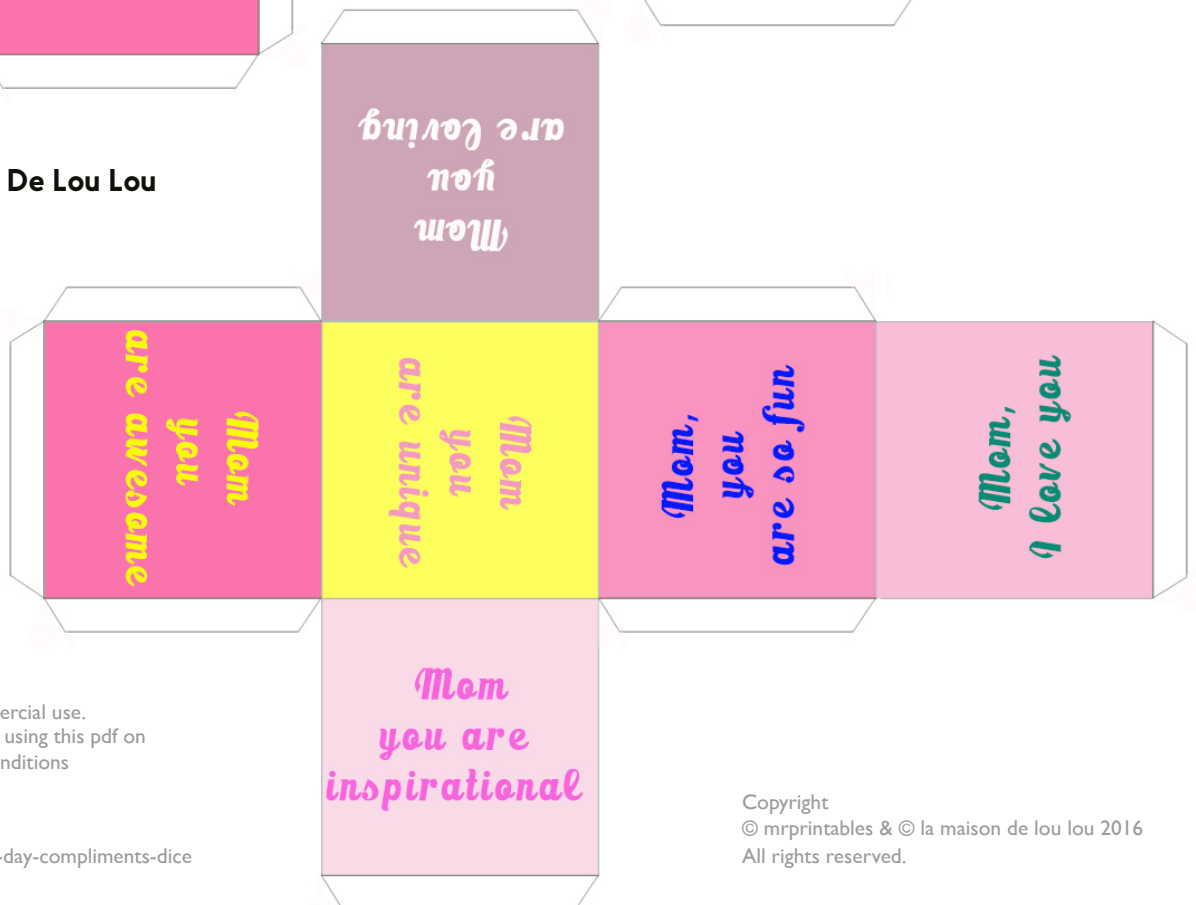 De Lou Lou
Mom
you
are loving
Mom
you
are awesome
Mom
you
are unique
Mom,
you
are so fun
Mom,
I love you
Mom
you are
inspirational
ercial use.
using this pdf on
nditions
-day-compliments-dice
Copyright
© mrprintables & © la maison de lou lou 2016
All rights reserved.